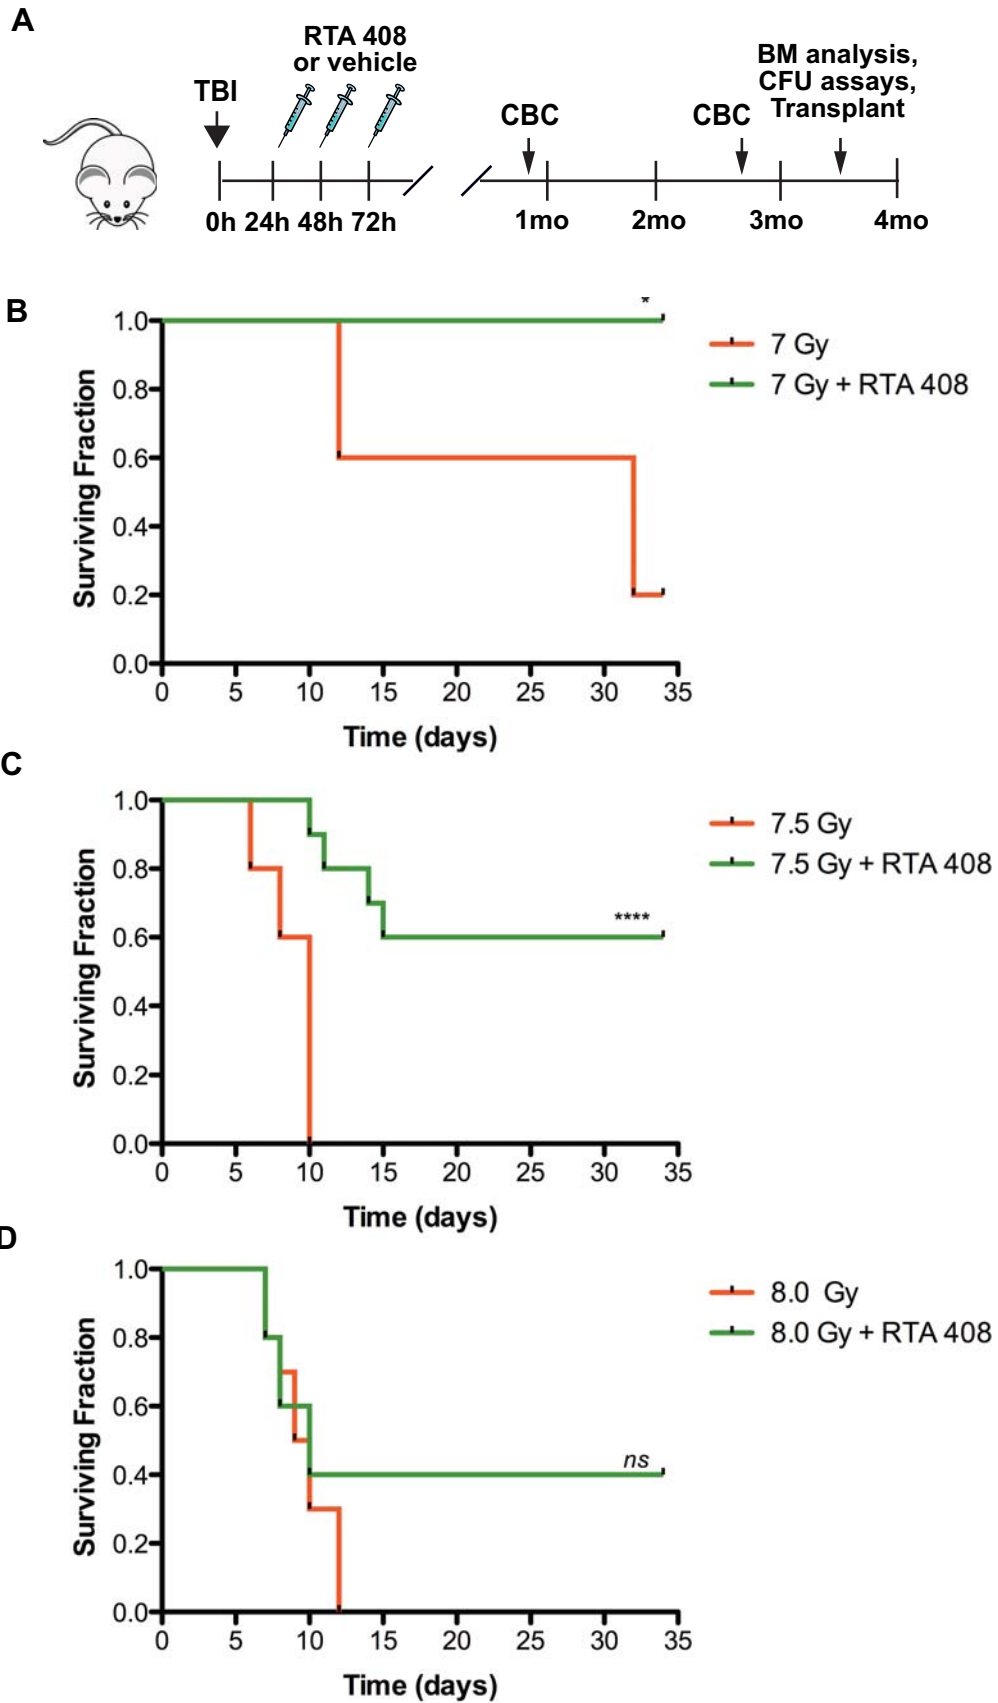 A
RTA 408
or vehicle
TBI
CBC
CBC
BM analysis,
CFU assays,
Transplant
0h 24h 48h 72h
1mo
2mo
3mo
4mo
B
*
1.0
0.8
0.6
0.4
0.2
0.0
Surviving Fraction
0 5 10 15 20 25 30 35
Time (days)
7 Gy
7 Gy + RTA 408
C
1.0
0.8
0.6
0.4
0.2
0.0
Surviving Fraction
****
0 5 10 15 20 25 30 35
Time (days)
7.5 Gy
7.5 Gy + RTA 408
D
1.0
0.8
0.6
0.4
0.2
0.0
Surviving Fraction
ns
0 5 10 15 20 25 30 35
Time (days)
8.0 Gy
8.0 Gy + RTA 408